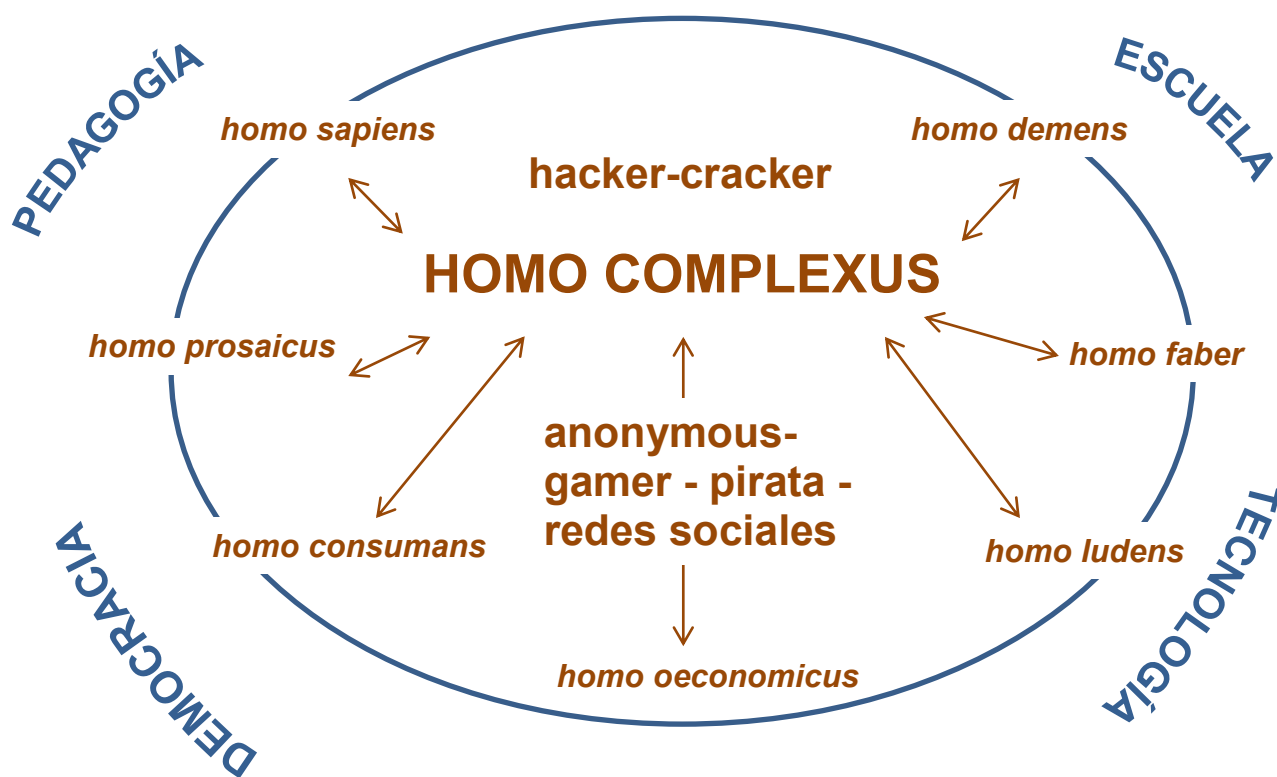 PEDAGOGÍA
ESCUELA
homo sapiens
homo demens
hacker-cracker
HOMO COMPLEXUS
homo prosaicus
homo faber
anonymous-
gamer - pirata -
redes sociales
homo consumans
homo ludens
DEMOCRACIA
TECNOLOGÍA
homo oeconomicus